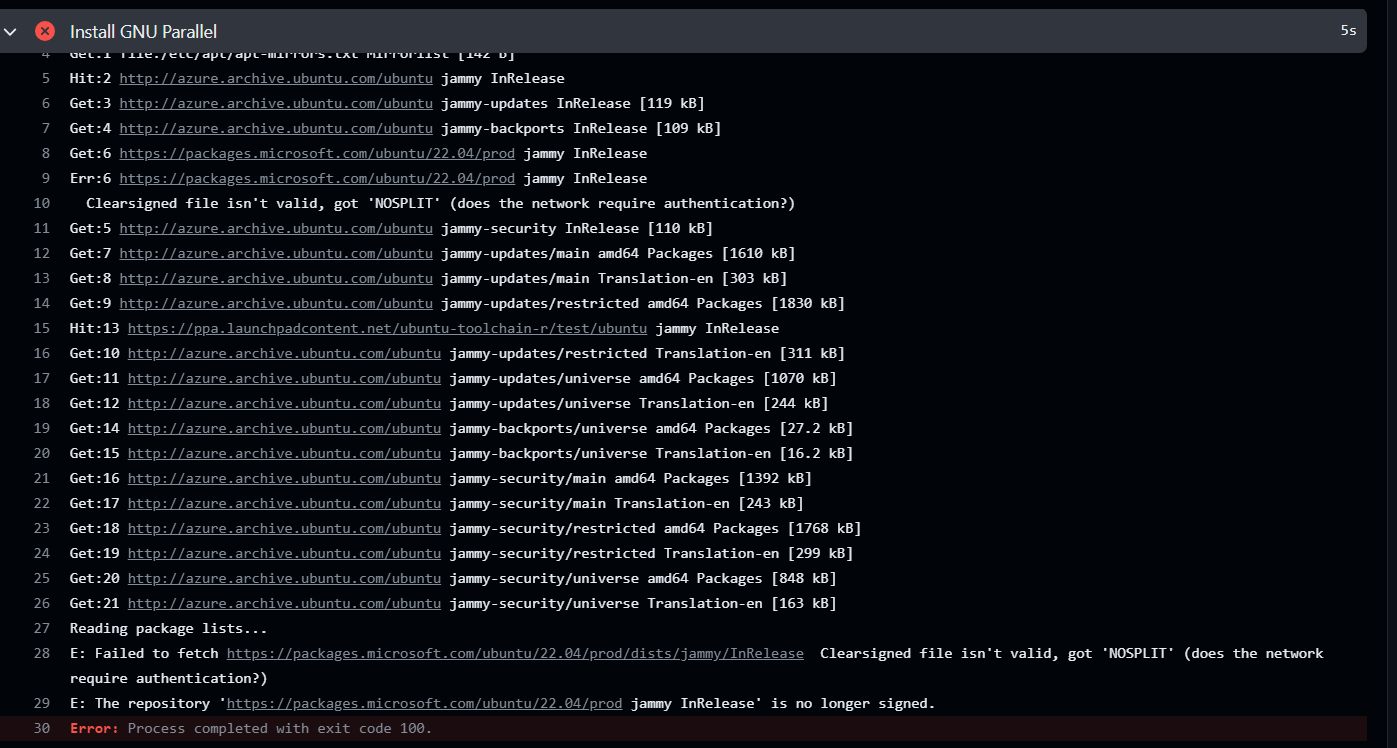 Install GNU Parallel 5s
4 Get:1 file:/etc/apt/apt-mirrors.txt Mirrorlist [142 B]
5 Hit:2 http://azure.archive.ubuntu.com/ubuntu jammy InRelease
6 Get:3 http://azure.archive.ubuntu.com/ubuntu jammy-updates InRelease [119 kB]
7 Get:4 http://azure.archive.ubuntu.com/ubuntu jammy-backports InRelease [109 kB]
8 Get:6 https://packages.microsoft.com/ubuntu/22.04/prod jammy InRelease
9 Err:6 https://packages.microsoft.com/ubuntu/22.04/prod jammy InRelease
10 Clearsigned file isn't valid, got 'NOSPLIT' (does the network require authentication?)
11 Get:5 http://azure.archive.ubuntu.com/ubuntu jammy-security InRelease [110 kB]
12 Get:7 http://azure.archive.ubuntu.com/ubuntu jammy-updates/main amd64 Packages [1610 kB]
13 Get:8 http://azure.archive.ubuntu.com/ubuntu jammy-updates/main Translation-en [303 kB]
14 Get:9 http://azure.archive.ubuntu.com/ubuntu jammy-updates/restricted amd64 Packages [1830 kB]
15 Hit:13 https://ppa.launchpadcontent.net/ubuntu-toolchain-r/test/ubuntu jammy InRelease
16 Get:10 http://azure.archive.ubuntu.com/ubuntu jammy-updates/restricted Translation-en [311 kB]
17 Get:11 http://azure.archive.ubuntu.com/ubuntu jammy-updates/universe amd64 Packages [1070 kB]
18 Get:12 http://azure.archive.ubuntu.com/ubuntu jammy-updates/universe Translation-en [244 kB]
19 Get:14 http://azure.archive.ubuntu.com/ubuntu jammy-backports/universe amd64 Packages [27.2 kB]
20 Get:15 http://azure.archive.ubuntu.com/ubuntu jammy-backports/universe Translation-en [16.2 kB]
21 Get:16 http://azure.archive.ubuntu.com/ubuntu jammy-security/main amd64 Packages [1392 kB]
22 Get:17 http://azure.archive.ubuntu.com/ubuntu jammy-security/main Translation-en [243 kB]
23 Get:18 http://azure.archive.ubuntu.com/ubuntu jammy-security/restricted amd64 Packages [1768 kB]
24 Get:19 http://azure.archive.ubuntu.com/ubuntu jammy-security/restricted Translation-en [299 kB]
25 Get:20 http://azure.archive.ubuntu.com/ubuntu jammy-security/universe amd64 Packages [848 kB]
26 Get:21 http://azure.archive.ubuntu.com/ubuntu jammy-security/universe Translation-en [163 kB]
27 Reading package lists...
28 E: Failed to fetch https://packages.microsoft.com/ubuntu/22.04/prod/dists/jammy/InRelease Clearsigned file isn't valid, got 'NOSPLIT' (does the network
require authentication?)
29 E: The repository 'https://packages.microsoft.com/ubuntu/22.04/prod jammy InRelease' is no longer signed.
30 Error: Process completed with exit code 100.